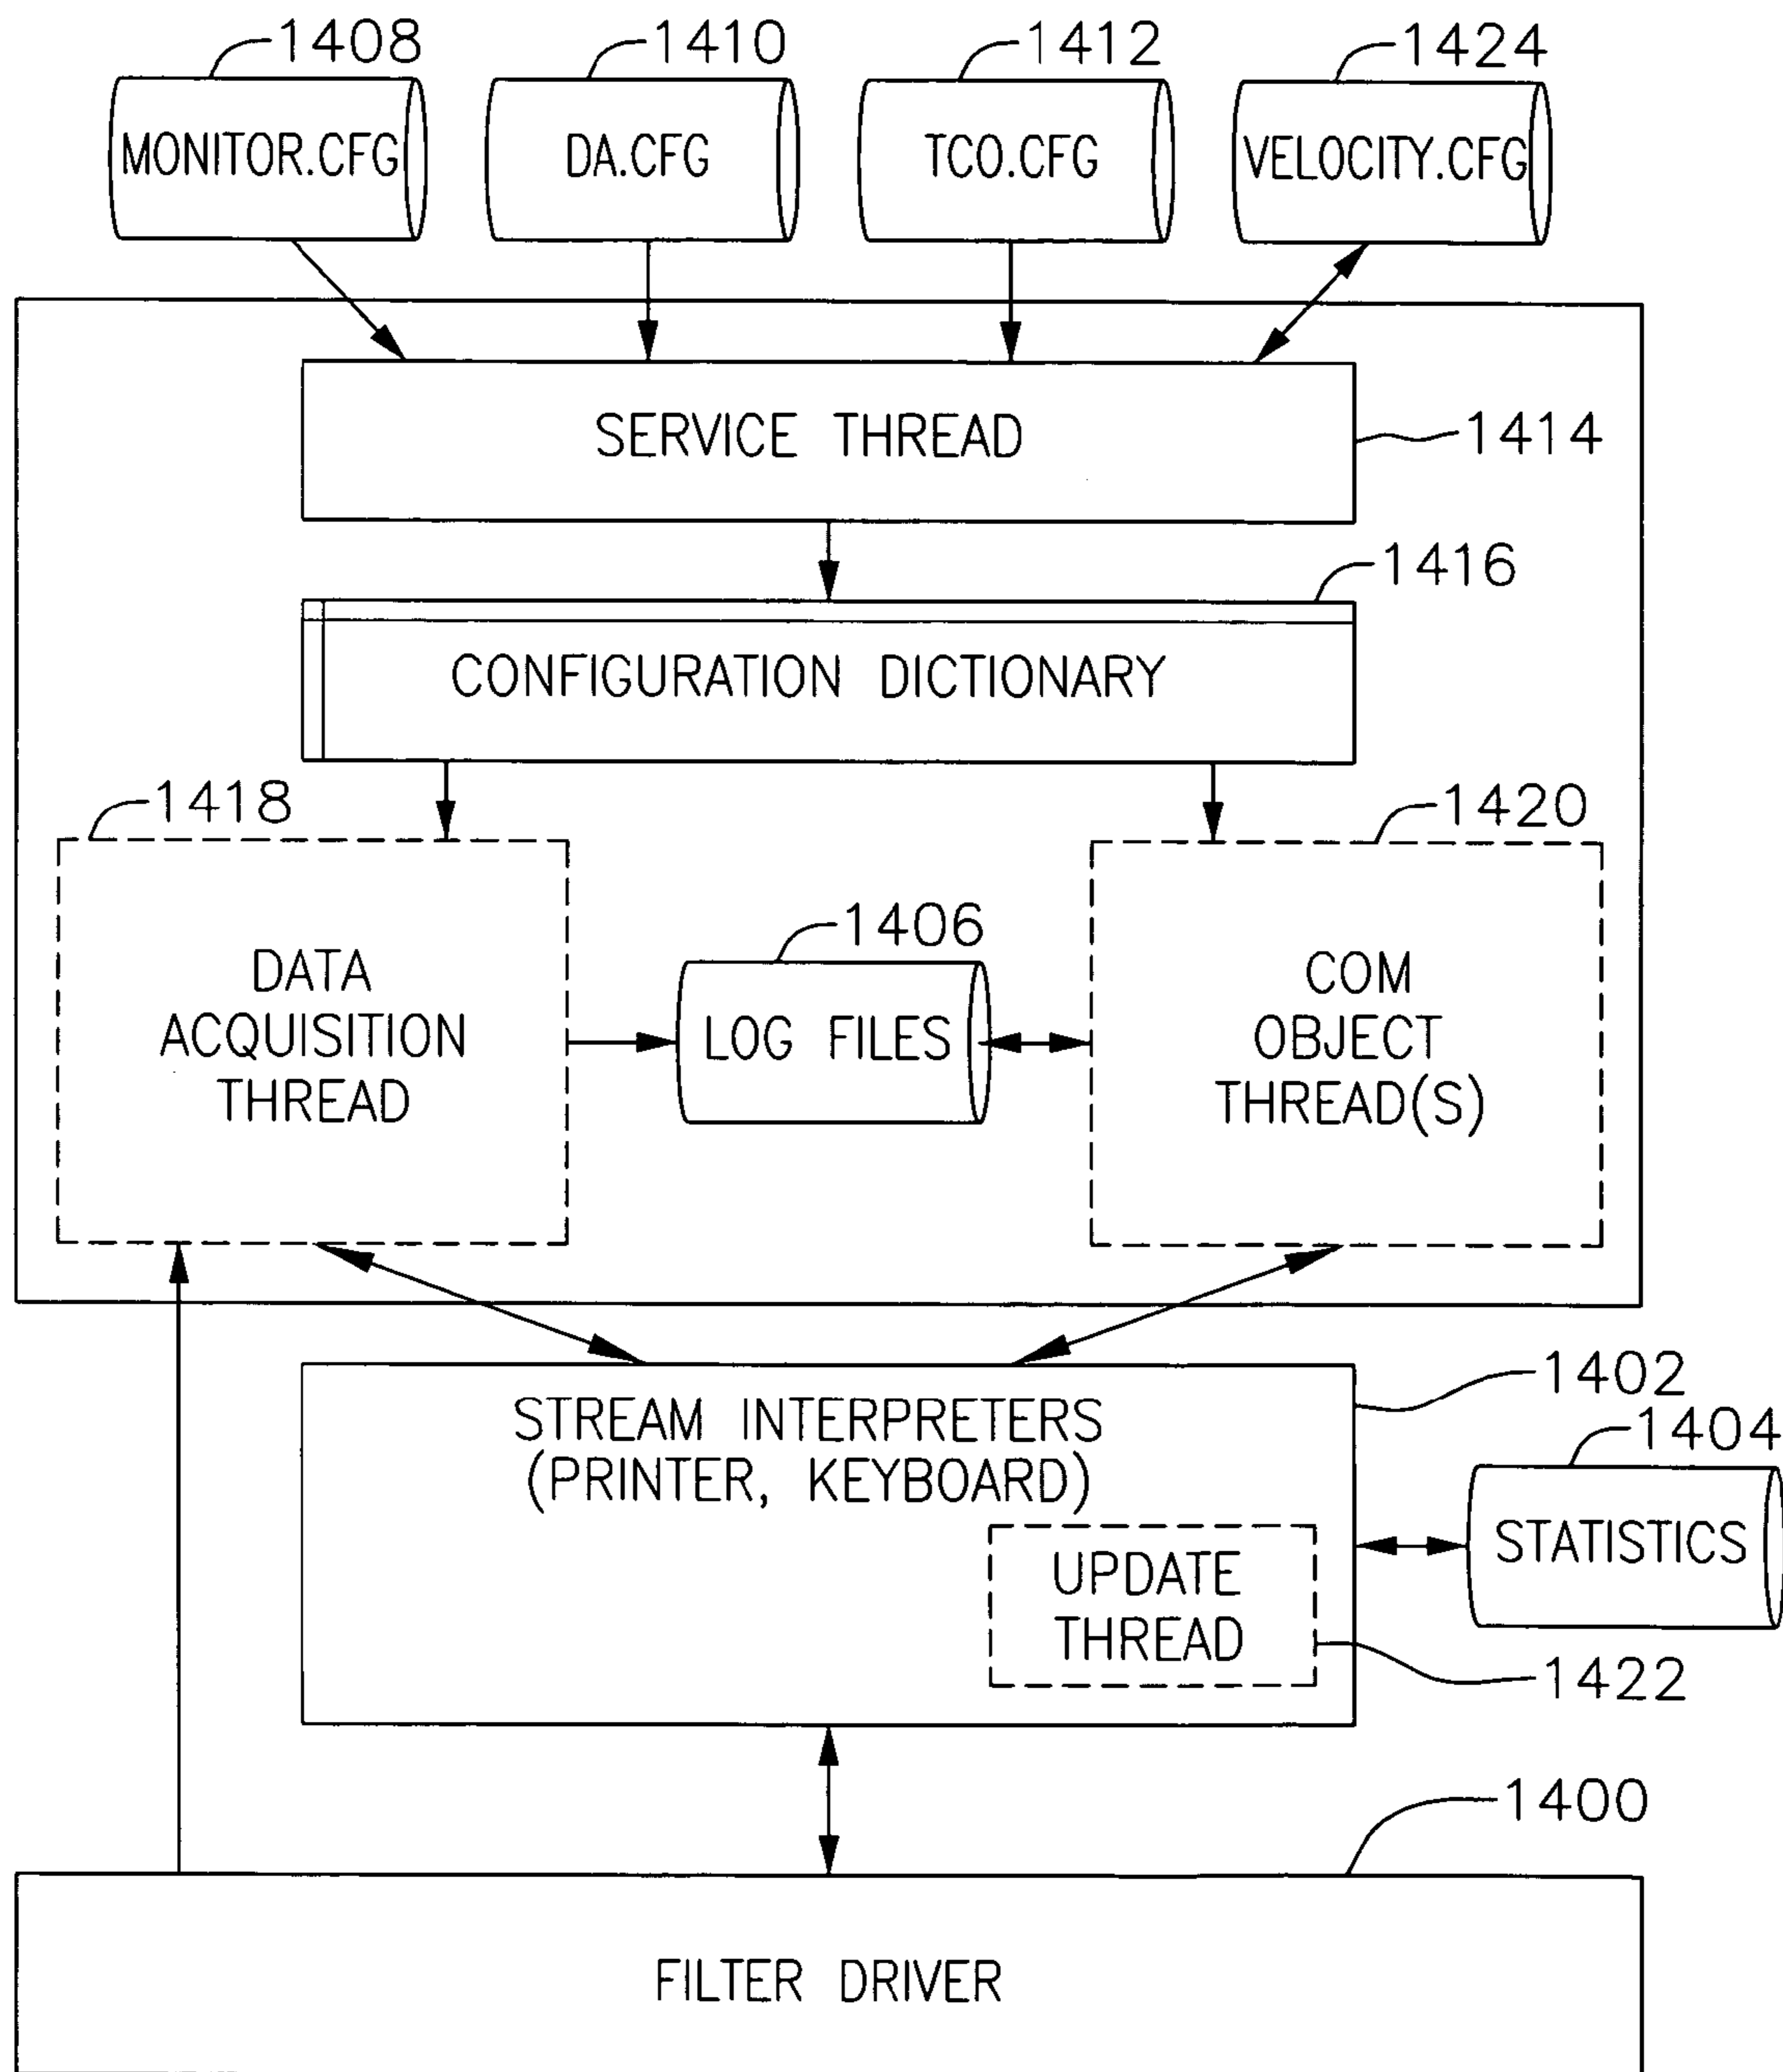 1408
1410
1412
1424
MONITOR.CFG
DA.CFG
TCO.CFG
VELOCITY.CFG
SERVICE THREAD
1414
1416
CONFIGURATION DICTIONARY
1418
1420
DATA
ACQUISITION
THREAD
1406
LOG FILES
COM
OBJECT
THREAD(S)
1402
STREAM INTERPRETERS
(PRINTER, KEYBOARD)
1404
STATISTICS
UPDATE
THREAD
1422
1400
FILTER DRIVER